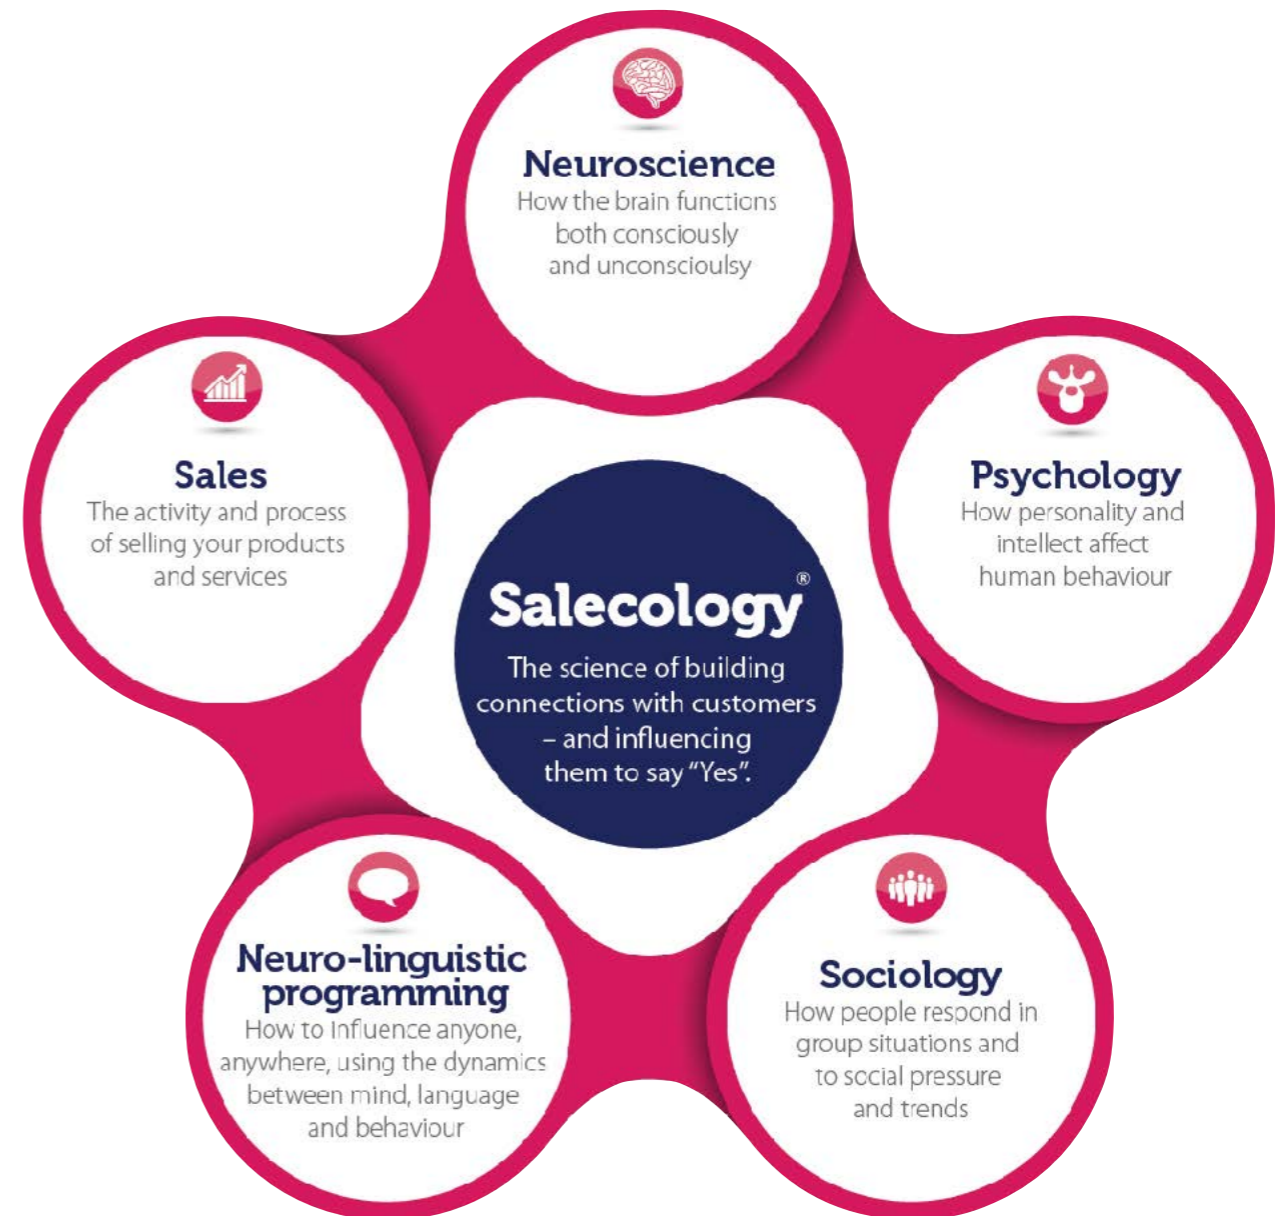 Neuroscience
How the brain functions
both consciously
and unconscioulsy
Sales
The activity and process
of selling your products
and services
Psychology
How personality and
intellect affect
human behaviour
Salecology®
The science of building
connections with customers
– and influencing
them to say “Yes”.
Neuro-linguistic
programming
How to influence anyone,
anywhere, using the dynamics
between mind, language
and behaviour
Sociology
How people respond in
group situations and
to social pressure
and trends